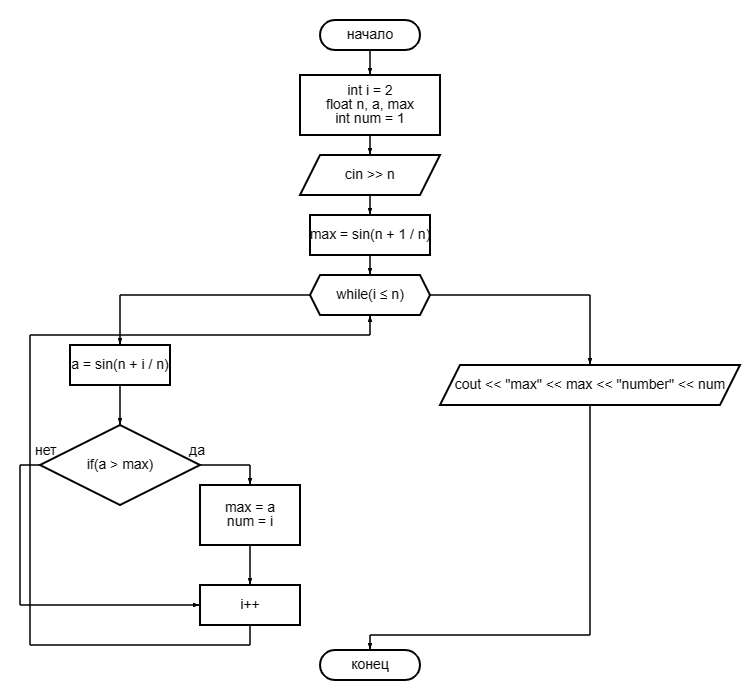 начало
int i = 2
float n, a, max
int num = 1
cin >> n
max = sin(n + 1 / n)
while(i ≤ n)
a = sin(n + i / n)
cout << "max" << max << "number" << num
нет
if(a > max)
да
max = a
num = i
i++
конец